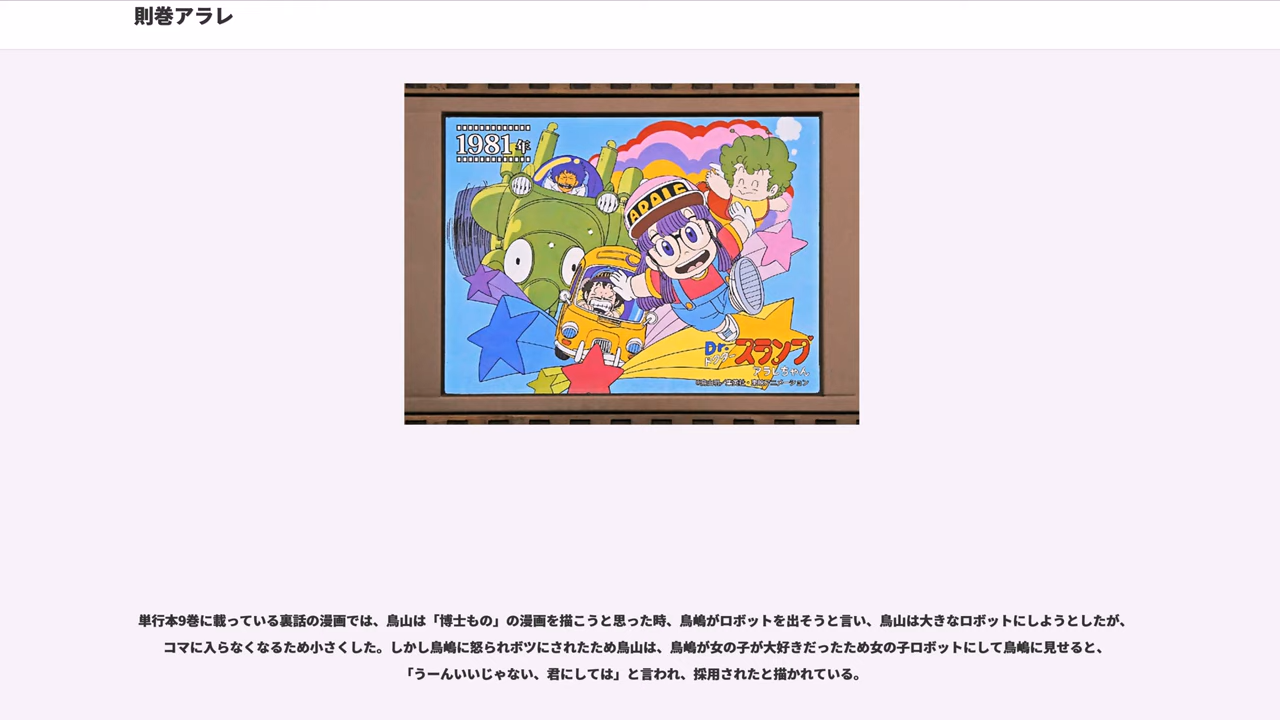 則巻アラレ
1981年
ARALE
Dr.スランプ
ドクター
アラレちゃん
単行本9巻に載っている裏話の漫画では、鳥山は「博士もの」の漫画を描こうと思った時、鳥嶋がロボットを出そうと言い、鳥山は大きなロボットにしようとしたが、
コマに入らなくなるため小さくした。しかし鳥嶋に怒られボツにされたため鳥山は、鳥嶋が女の子が大好きだったため女の子ロボットにして鳥嶋に見せると、
「うーんいいじゃない、君にしては」と言われ、採用されたと描かれている。